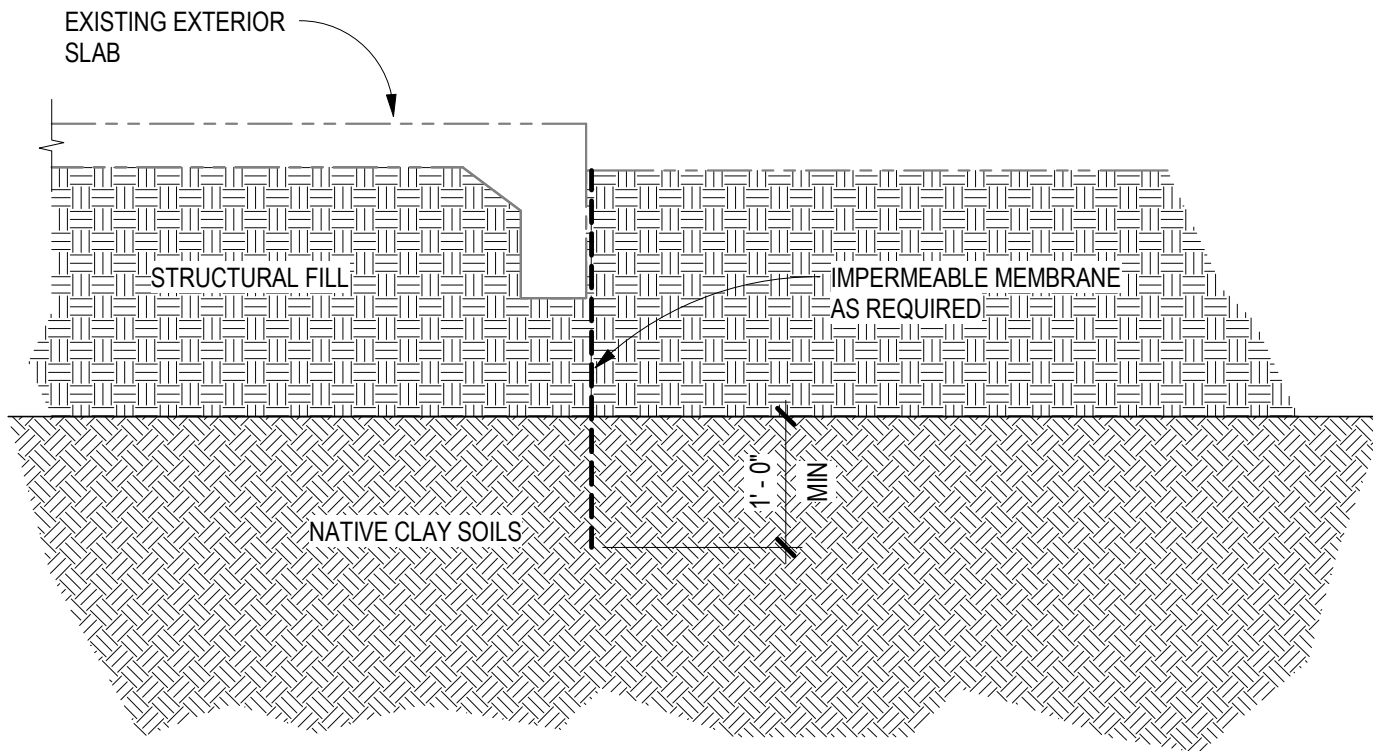 EXISTING EXTERIOR
SLAB
STRUCTURAL FILL
IMPERMEABLE MEMBRANE
AS REQUIRED
1' - 0"
MIN
NATIVE CLAY SOILS